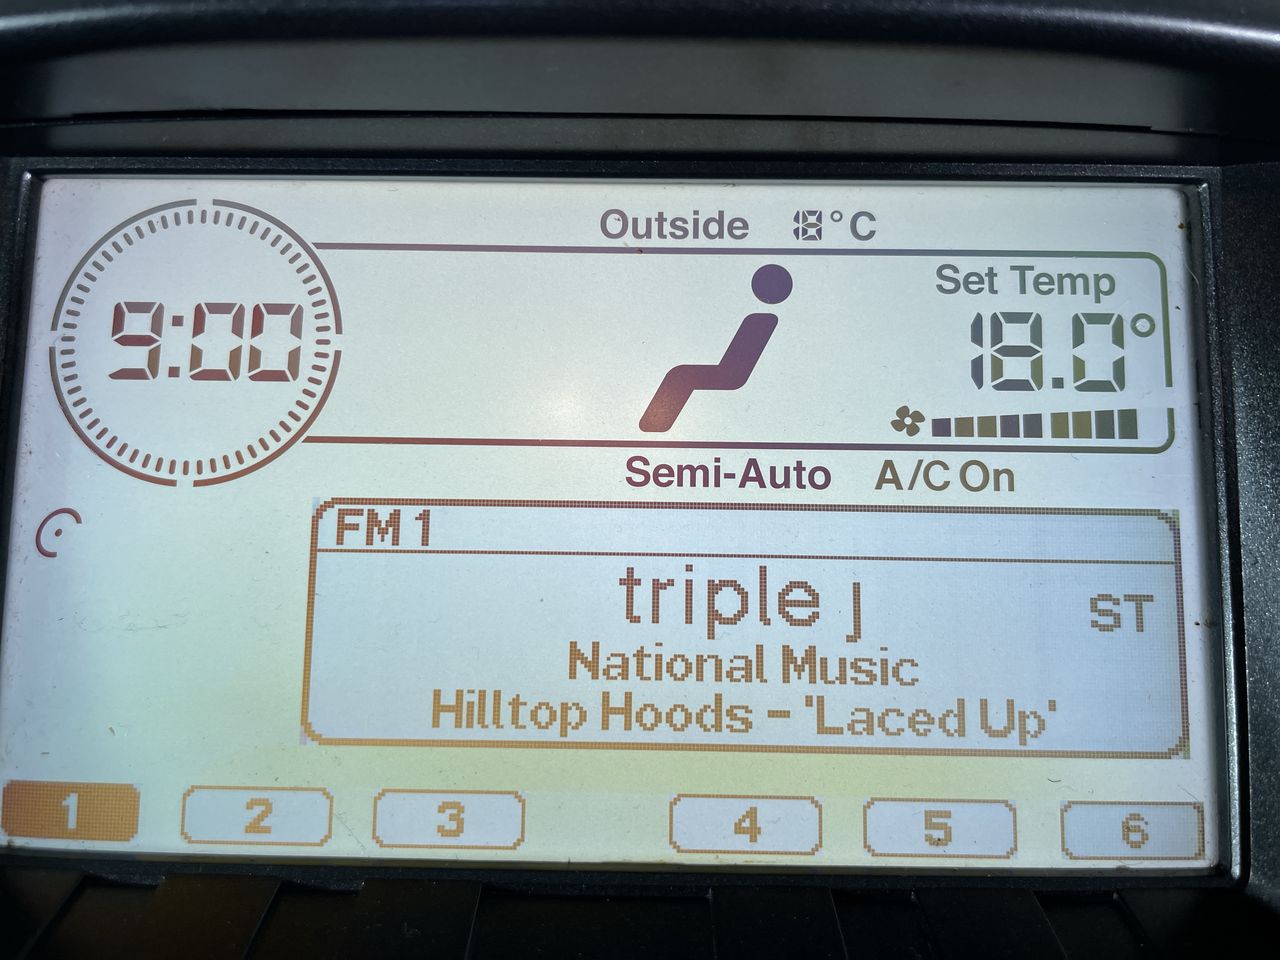 Outside 18°C
9:00
Set Temp
18.0°
Semi-Auto A/C On
FM 1
triple j
ST
National Music
Hilltop Hoods - 'Laced Up'
1 2 3 4 5 6